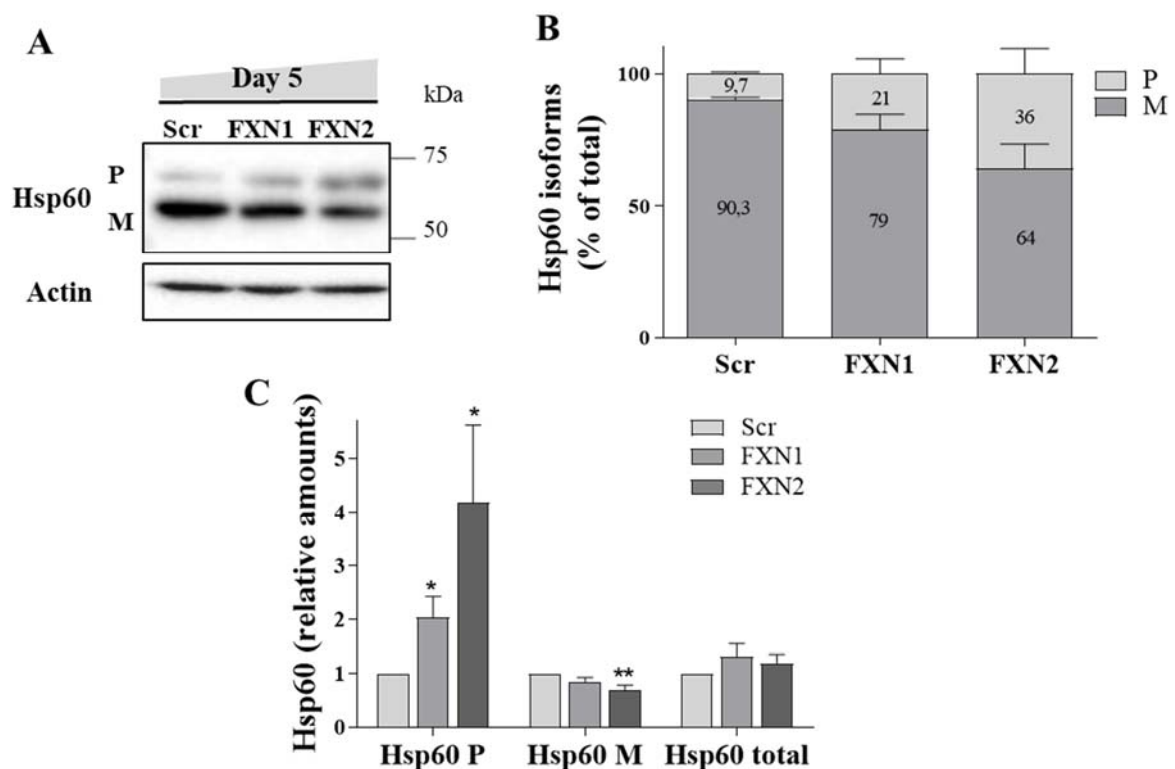 A
Day 5
kDa
Scr FXN1 FXN2
75
P
Hsp60
M
50
Actin
B
Hsp60 isoforms
(% of total)
100
50
0
9,7
21
36
90,3
79
64
P
M
Scr FXN1 FXN2
C
Hsp60 (relative amounts)
5
4
3
2
1
0
*
*
**
Scr
FXN1
FXN2
Hsp60 P Hsp60 M Hsp60 total